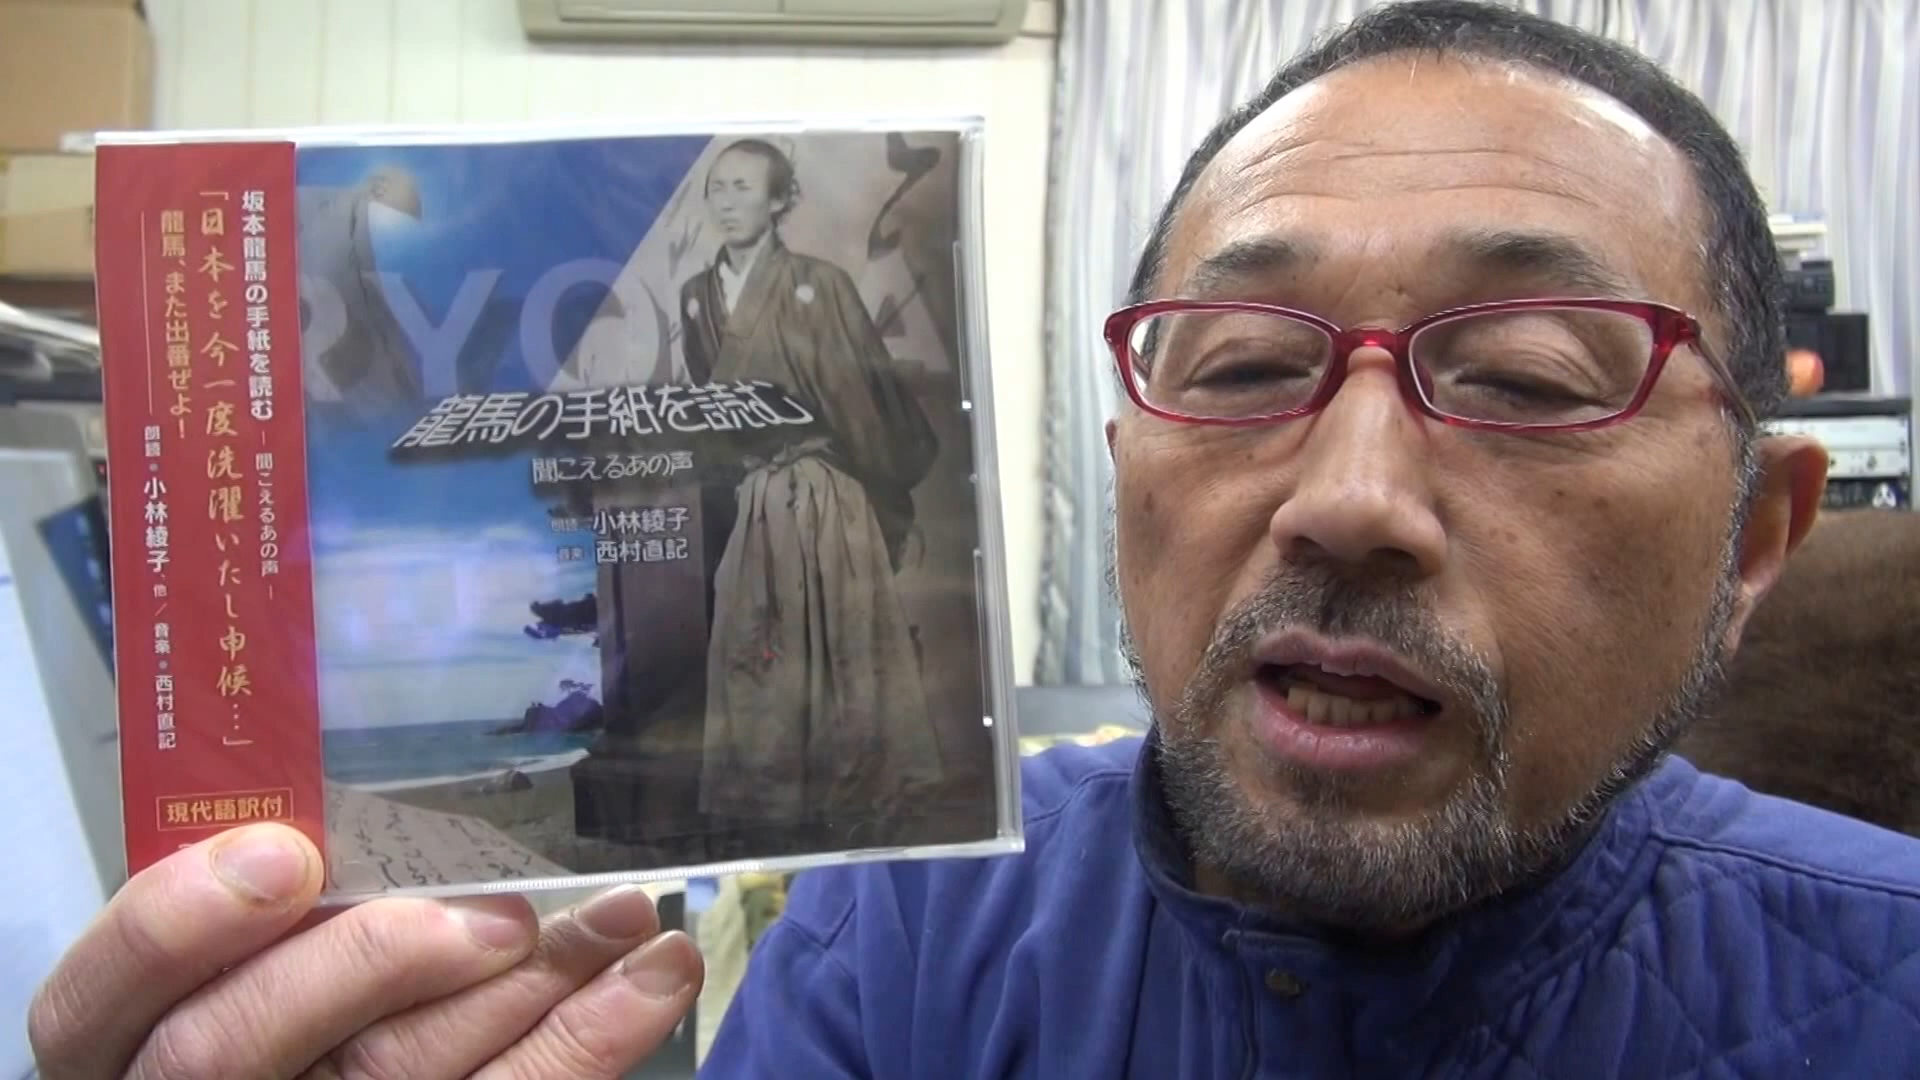 坂本龍馬の手紙を読む ― 聞こえるあの声 ―
「日本を今一度洗濯いたし申候…」
龍馬、また出番ぜよ!
朗読・小林綾子、他/音楽・西村直記
現代語訳付
RYOMA
龍馬の手紙を読む
聞こえるあの声
朗読 小林綾子
音楽 西村直記